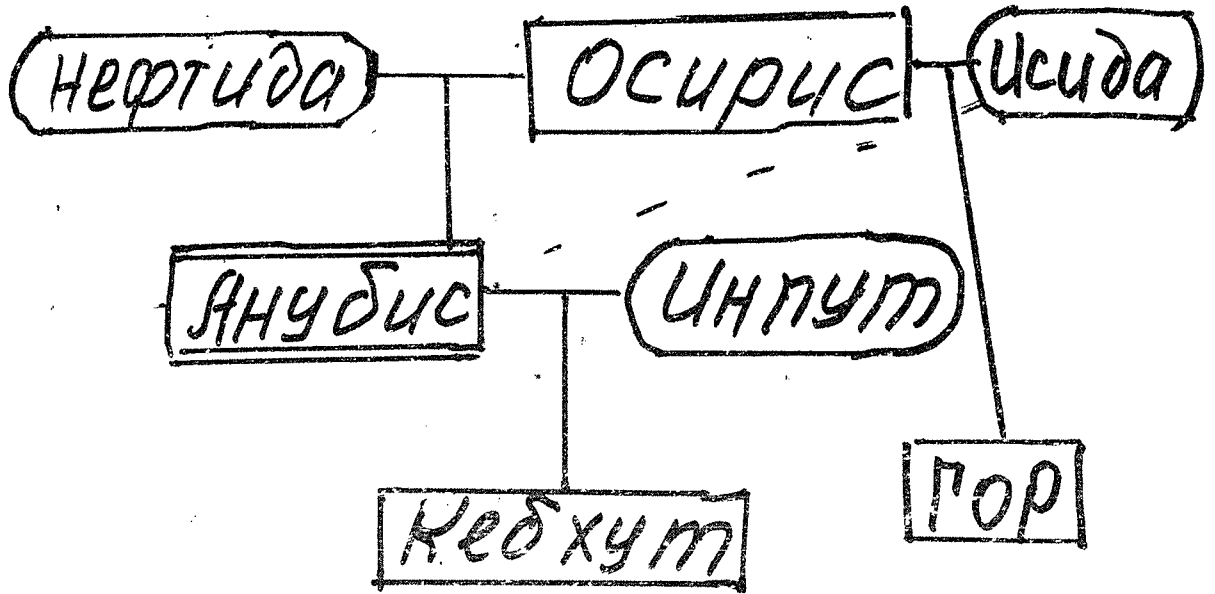 Нефтида
Осирис
Исида
Анубис
Инпут
Гор
Кебхут